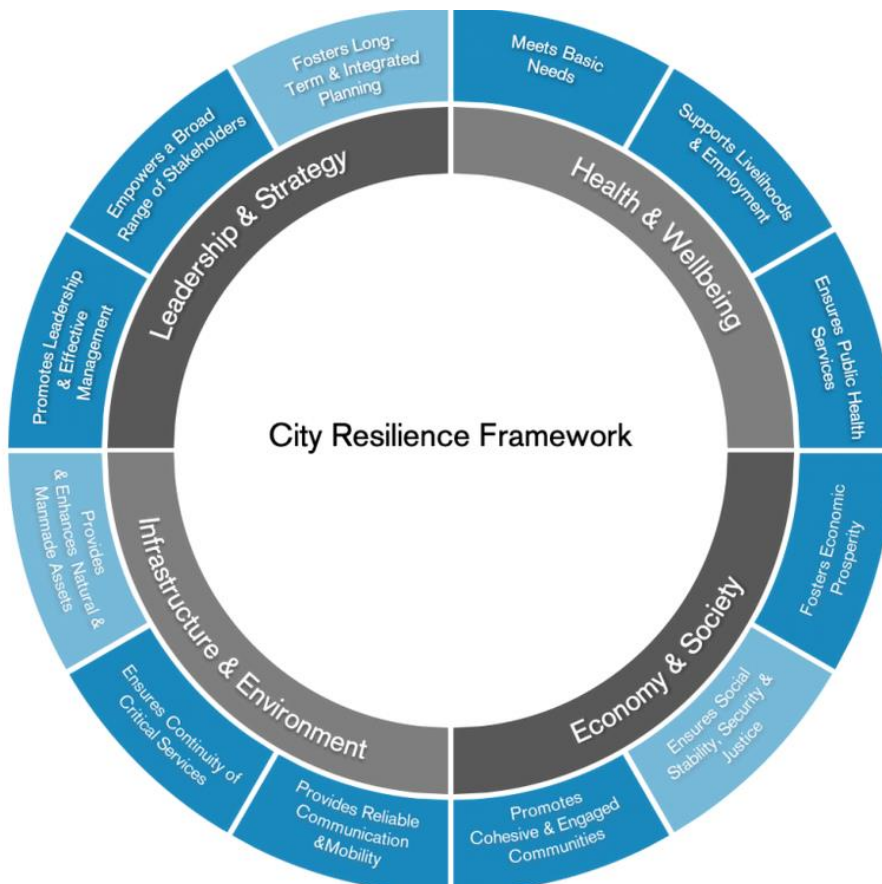 Fosters Long-
Term & Integrated
Planning
Meets Basic
Needs
Supports Livelihoods
& Employment
Ensures Public Health
Services
Fosters Economic
Prosperity
Ensures Social
Stability, Security &
Justice
Promotes
Cohesive & Engaged
Communities
Provides Reliable
Communication
&Mobility
Ensures Continuity of
Critical Services
Provides
& Enhances Natural &
Manmade Assets
Promotes Leadership
& Effective
Management
Empowers a Broad
Range of Stakeholders
Leadership & Strategy
Health & Wellbeing
Economy & Society
Infrastructure & Environment
City Resilience Framework